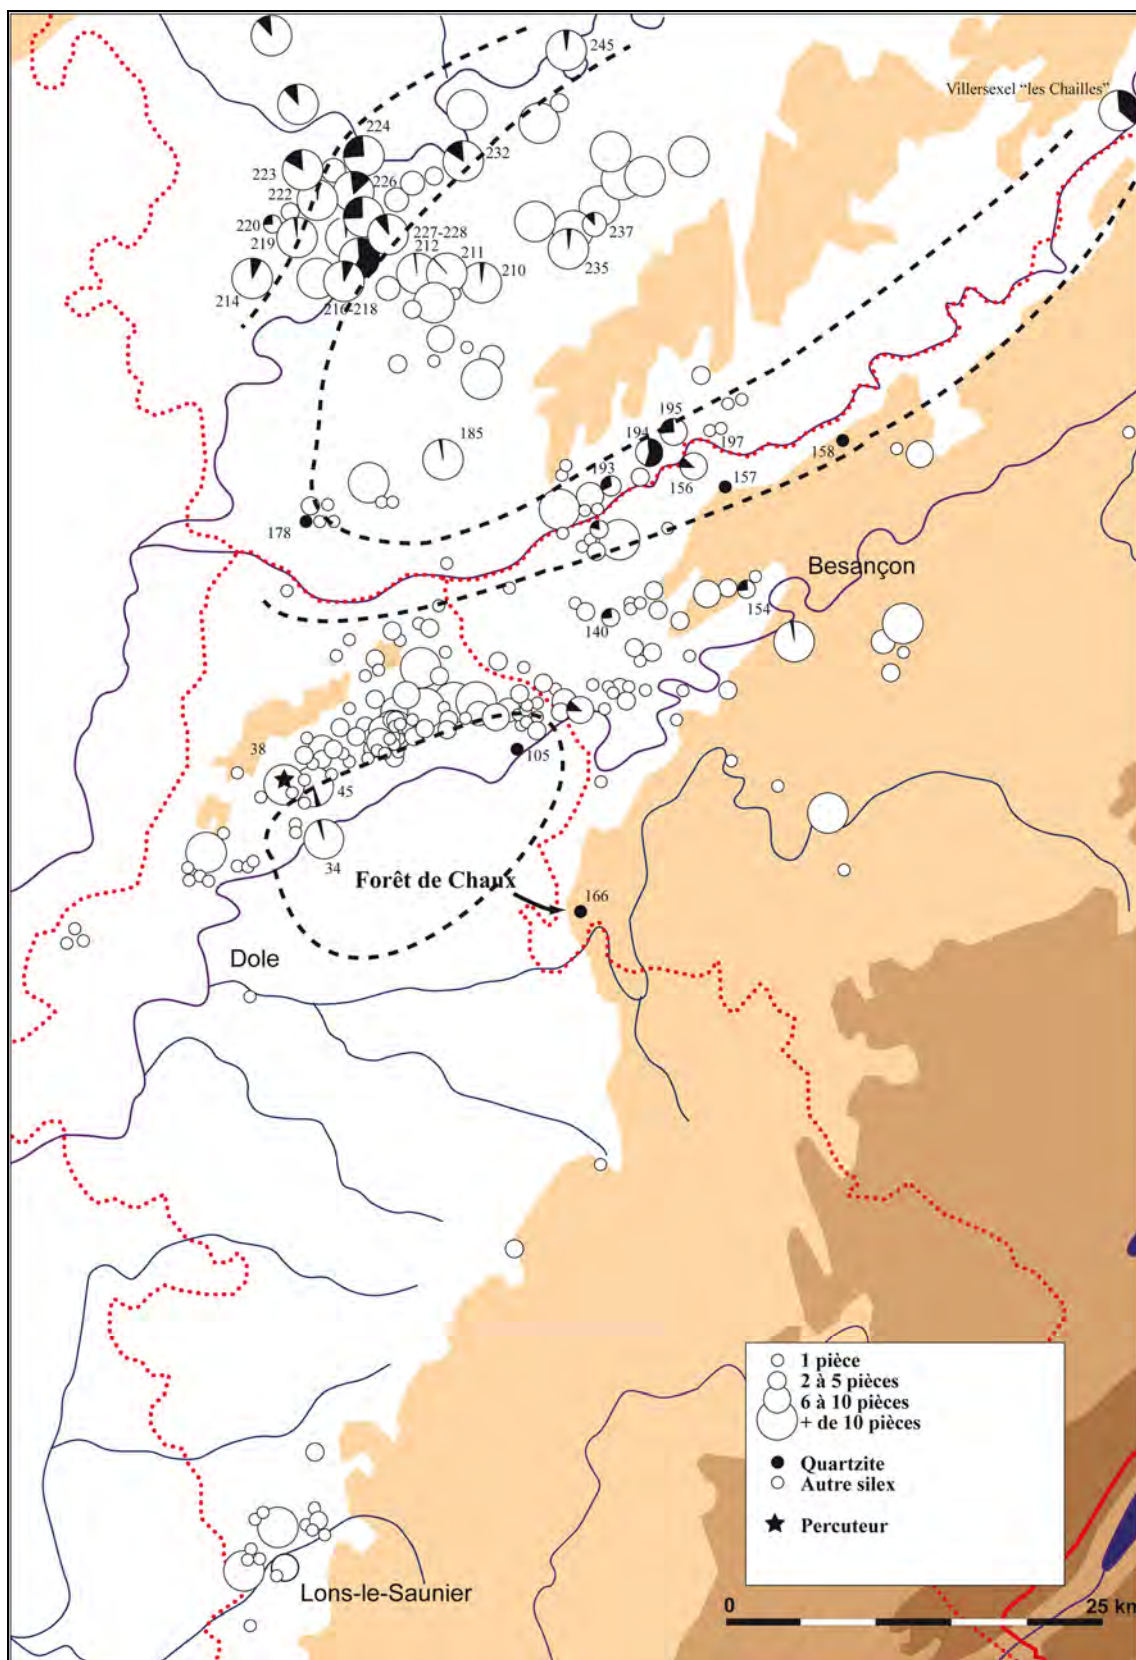 245
Villersexel "les Chailles"
224
223
232
226
222
220
219
227-228
237
212
211
235
210
214
216-218
195
185
194
197
158
193
156
157
178
Besançon
154
140
38
105
45
34
Forêt de Chaux
166
Dole
1 pièce
2 à 5 pièces
6 à 10 pièces
+ de 10 pièces
Quartzite
Autre silex
Percuteur
Lons-le-Saunier
0
25 km